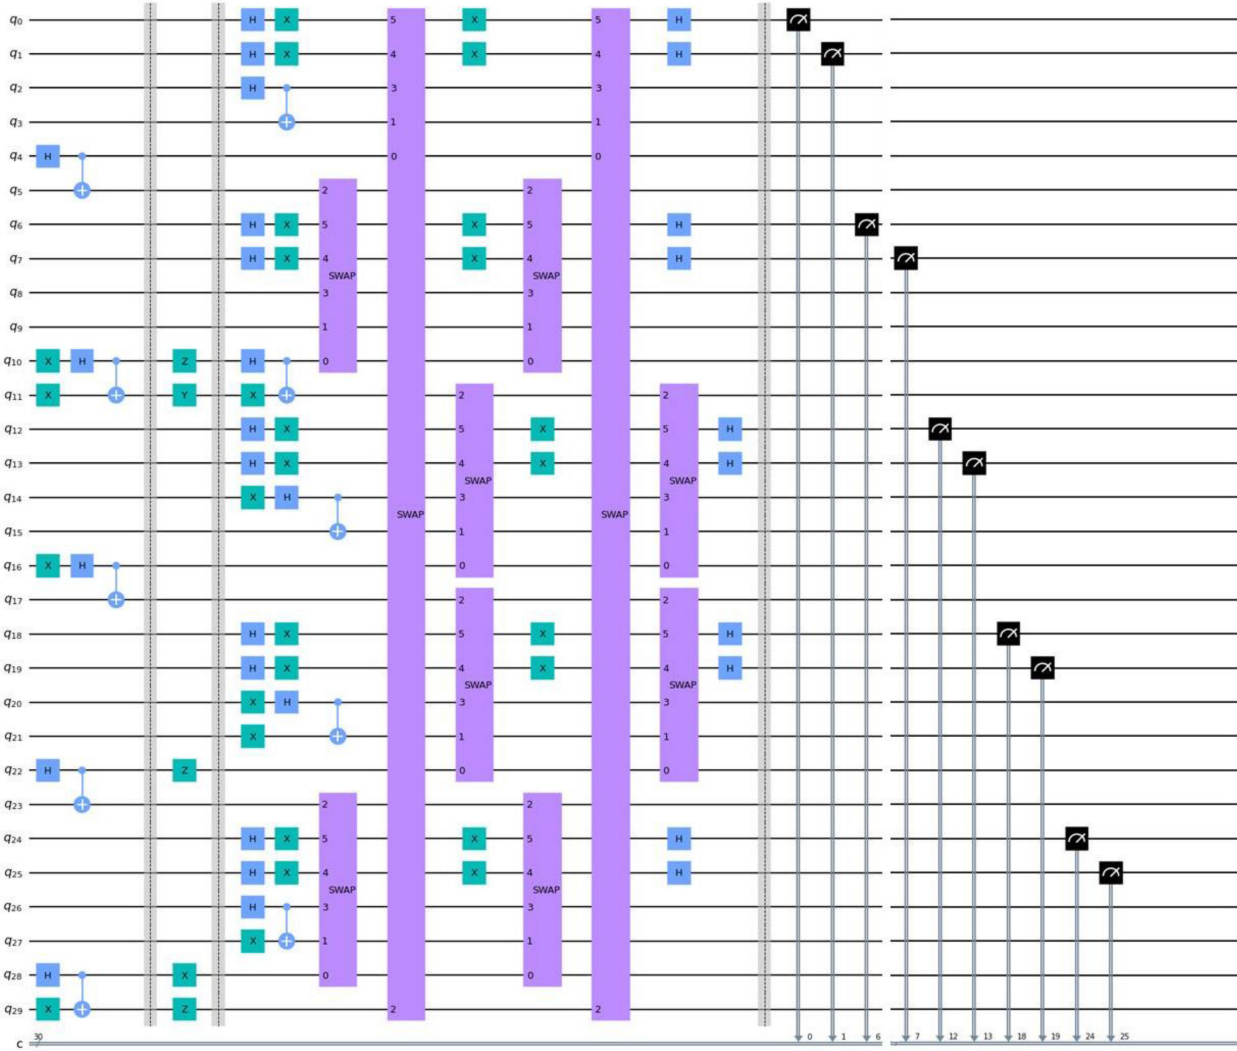 q0 H X 5 X 5 H
q1 H X 4 X 4 H
q2 H 3 3
q3 1 1
q4 H 0 0
q5 2 2
q6 H X 5 X 5 H
q7 H X 4 X 4 H
SWAP SWAP
q8 3 3
q9 1 1
q10 X H Z H 0 0
q11 X Y X 2 2
q12 H X 5 X 5 H
q13 H X 4 X 4 H
SWAP SWAP
q14 X H 3 3
SWAP SWAP
q15 1 1
q16 X H 0 0
q17 2 2
q18 H X 5 X 5 H
q19 H X 4 X 4 H
SWAP SWAP
q20 X H 3 3
q21 X 1 1
q22 H Z 0 0
q23 2 2
q24 H X 5 X 5 H
q25 H X 4 X 4 H
SWAP SWAP
q26 H 3 3
q27 X 1 1
q28 H X 0 0
q29 X Z 2 2
30 0 1 6 7 12 13 18 19 24 25
c